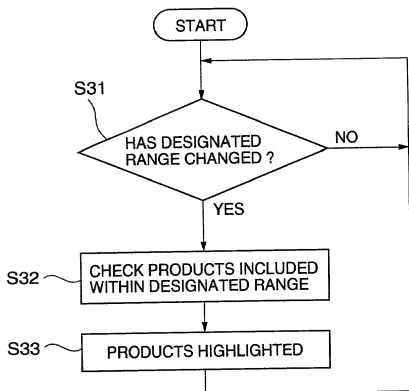 START
S31
HAS DESIGNATED
RANGE CHANGED ?
NO
YES
S32
CHECK PRODUCTS INCLUDED
WITHIN DESIGNATED RANGE
S33
PRODUCTS HIGHLIGHTED